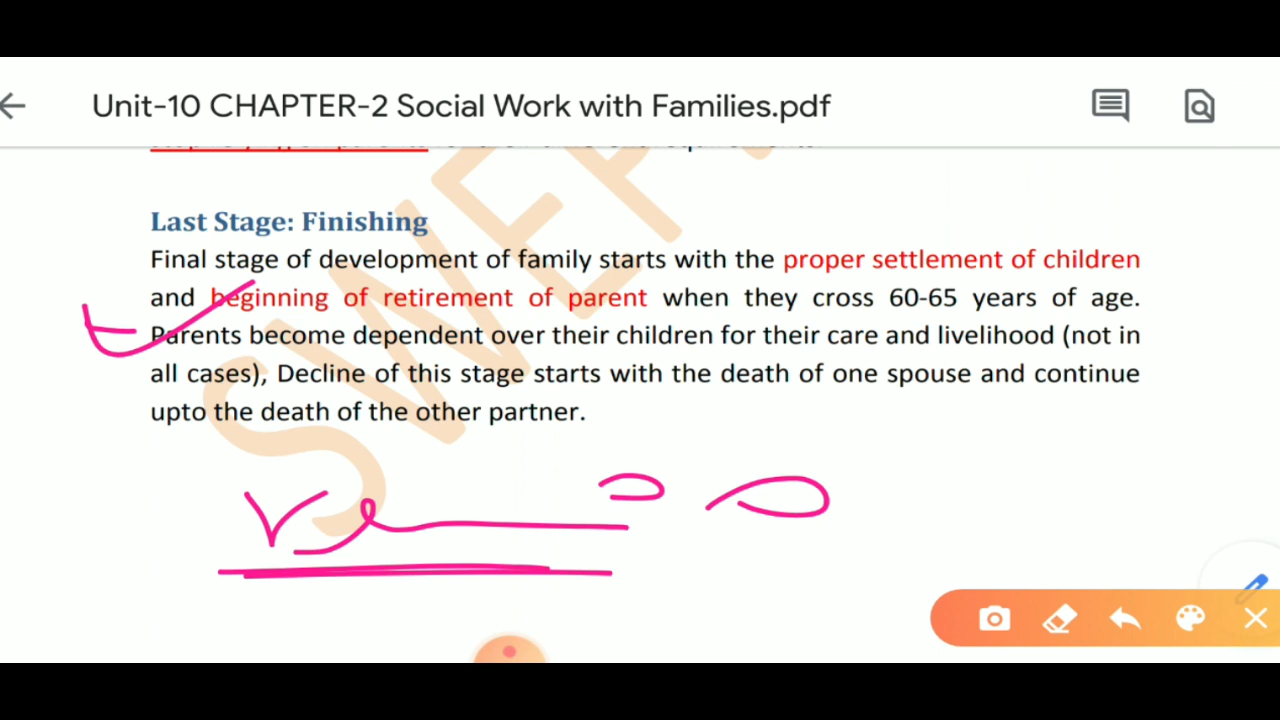 Unit-10 CHAPTER-2 Social Work with Families.pdf
Last Stage: Finishing
Final stage of development of family starts with the proper settlement of children
and beginning of retirement of parent when they cross 60-65 years of age.
Parents become dependent over their children for their care and livelihood (not in
all cases), Decline of this stage starts with the death of one spouse and continue
upto the death of the other partner.